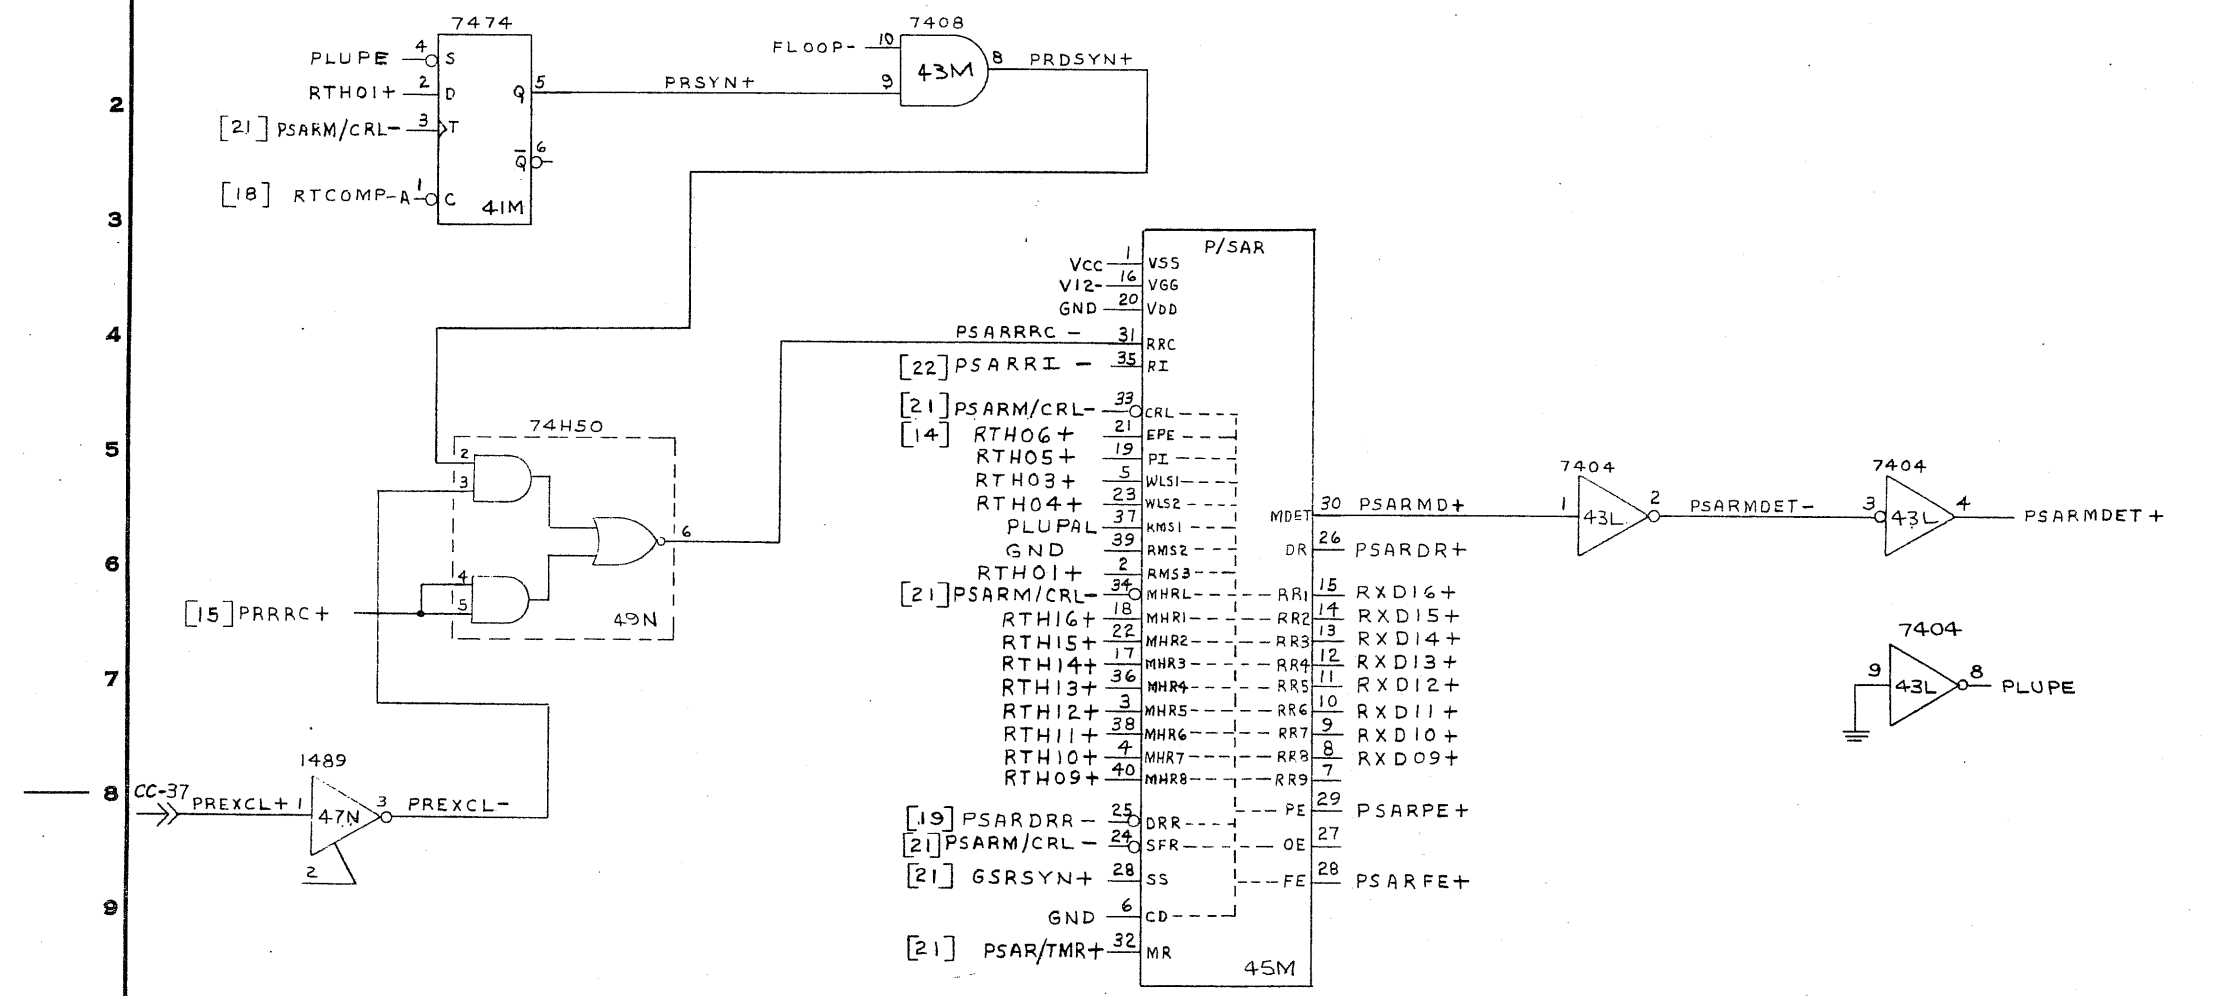 7474
7408
PLUPE 4 S
FLOOP- 10
43M 8 PRDSYN+
RTH01+ 2 D Q 5 PRSYN+ 9
2
[21] PSARM/CRL- 3 T
Q 6
[18] RTCOMP-A 1 C
41M
3
P/SAR
VCC 1 VSS
V12- 16 VGG
GND 20 VDD
4
PSARRRC - 31 RRC
[22] PSARRI - 35 RI
[21] PSARM/CRL- 33 CRL
74H50
[14] RTH06+ 21 EPE
5
2
RTH05+ 19 PI
7404
7404
3
RTH03+ 5 WLS1
RTH04+ 23 WLS2
MDET 30 PSARMD+ 1 43L 2 PSARMDET- 3 43L 4 PSARMDET+
PLUPAL 37 RMS1
6
GND 39 RMS2
DR 26 PSARDR+
6
RTH01+ 2 RMS3
4
[21] PSARM/CRL- 34 MHRL
RR1 15 RXD16+
5
[15] PRRRC+
49N
RTH16+ 18 MHR1
RR2 14 RXD15+
RTH15+ 22 MHR2
RR3 13 RXD14+
7404
RTH14+ 17 MHR3
RR4 12 RXD13+
7
RTH13+ 36 MHR4
RR5 11 RXD12+
9 43L 8 PLUPE
RTH12+ 3 MHR5
RR6 10 RXD11+
RTH11+ 38 MHR6
RR7 9 RXD10+
RTH10+ 4 MHR7
RR8 8 RXD09+
1489
RTH09+ 40 MHR8
RR9 7
8
CC-37
PREXCL+ 1 47N 3 PREXCL-
2
[19] PSARDRR - 25 DRR
PE 29 PSARPE+
[21] PSARM/CRL - 24 SFR
OE 27
[21] GSRSYN+ 28 SS
FE 28 PSARFE+
9
GND 6 CD
[21] PSAR/TMR+ 32 MR
45M